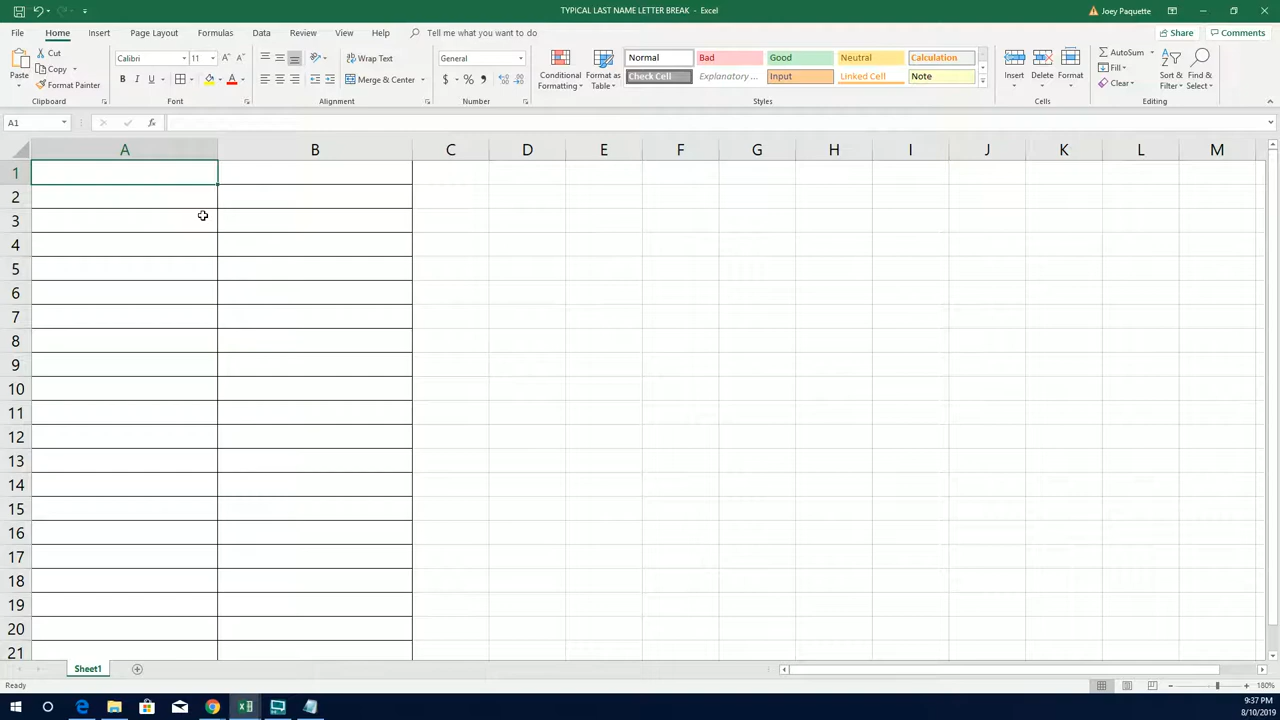 TYPICAL LAST NAME LETTER BREAK - Excel
Joey Paquette
File Home Insert Page Layout Formulas Data Review View Help Tell me what you want to do
Share Comments
Paste
Cut
Copy
Format Painter
Clipboard
Calibri 11
B I U
Font
Wrap Text
Merge & Center
Alignment
General
$ % ,
Number
Conditional Formatting
Format as Table
Normal Bad Good Neutral Calculation
Check Cell Explanatory ... Input Linked Cell Note
Styles
Insert Delete Format
Cells
AutoSum
Fill
Clear
Sort & Filter
Find & Select
Editing
A1
fx
A B C D E F G H I J K L M
1
2
3
4
5
6
7
8
9
10
11
12
13
14
15
16
17
18
19
20
21
Sheet1
Ready
180%
9:37 PM
8/10/2019